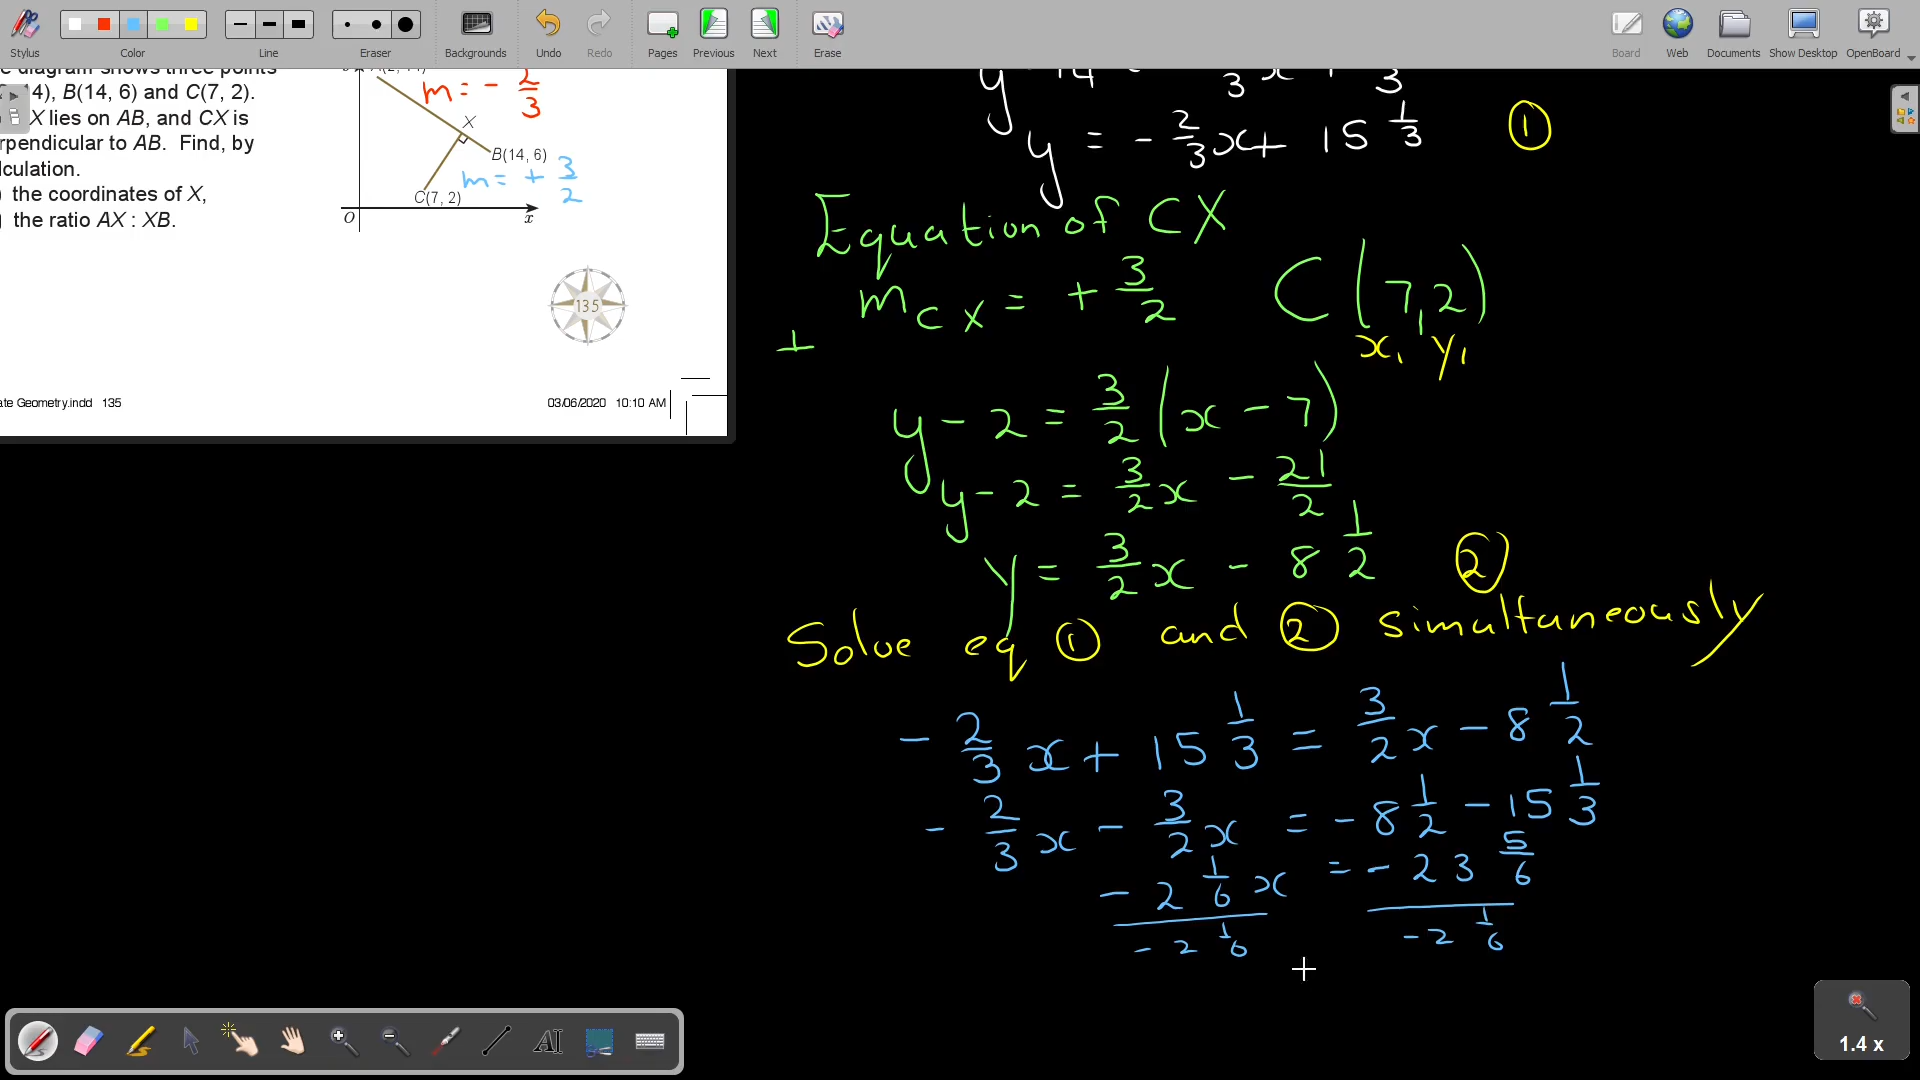 Stylus
Color
Line
Eraser
Backgrounds
Undo
Redo
Pages
Previous
Next
Erase
Board
Web
Documents
Show Desktop
OpenBoard
e diagram shows three points
14), B(14, 6) and C(7, 2).
X lies on AB, and CX is
rpendicular to AB. Find, by
lculation.
) the coordinates of X,
) the ratio AX : XB.
m = - 2/3
X
B(14, 6)
m = + 3/2
C(7, 2)
O
x
135
ate Geometry.indd 135
03/06/2020 10:10 AM
y = - 2/3 x + 15 1/3 ①
Equation of CX
m CX = + 3/2 C (7, 2)
x₁ y₁
⊥
y - 2 = 3/2 (x - 7)
y - 2 = 3/2 x - 21/2
y = 3/2 x - 8 1/2 ②
Solve eq ① and ② simultaneously
- 2/3 x + 15 1/3 = 3/2 x - 8 1/2
- 2/3 x - 3/2 x = - 8 1/2 - 15 1/3
- 2 1/6 x = - 23 5/6
- 2 1/6 - 2 1/6
1.4 x